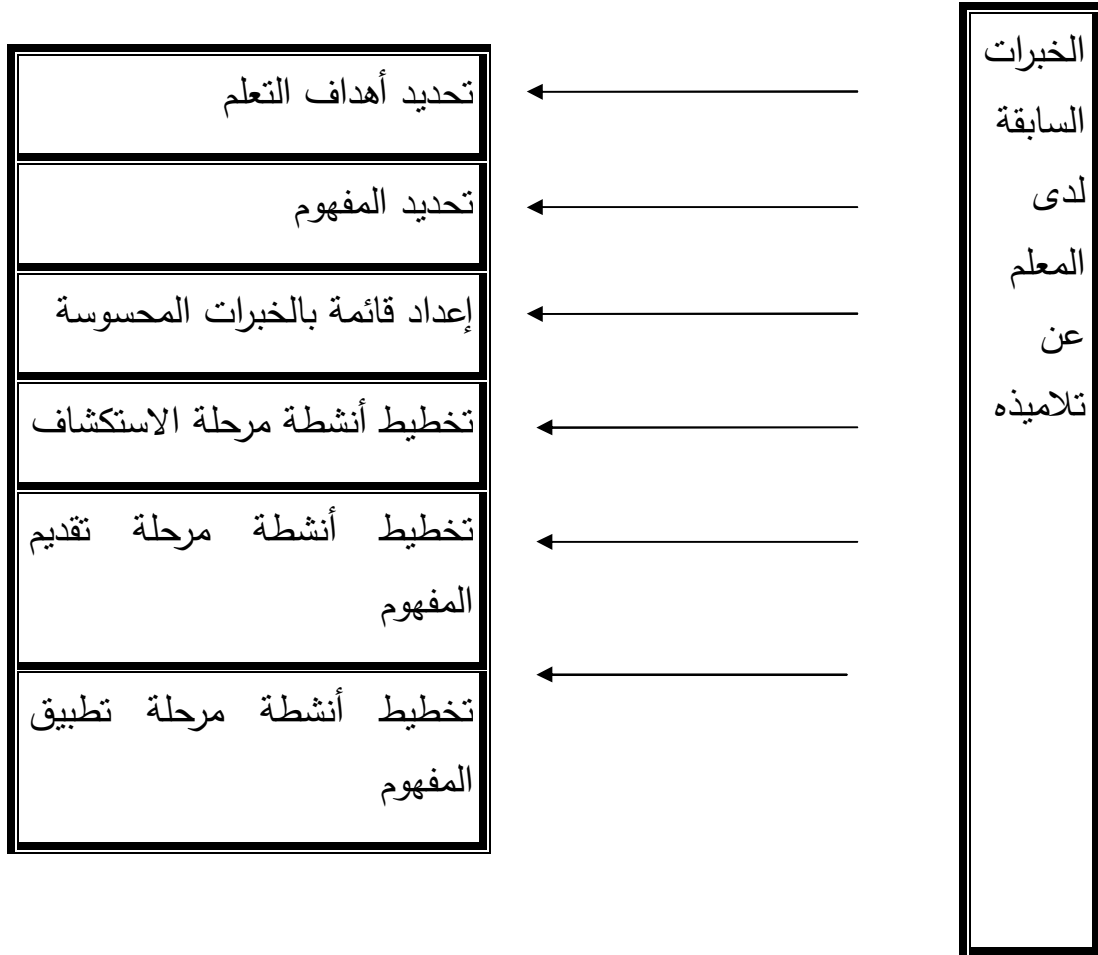 الخبرات
السابقة
لدى
المعلم
عن
تلاميذه
تحديد أهداف التعلم
تحديد المفهوم
إعداد قائمة بالخبرات المحسوسة
تخطيط أنشطة مرحلة الاستكشاف
تخطيط أنشطة مرحلة تقديم
المفهوم
تخطيط أنشطة مرحلة تطبيق
المفهوم